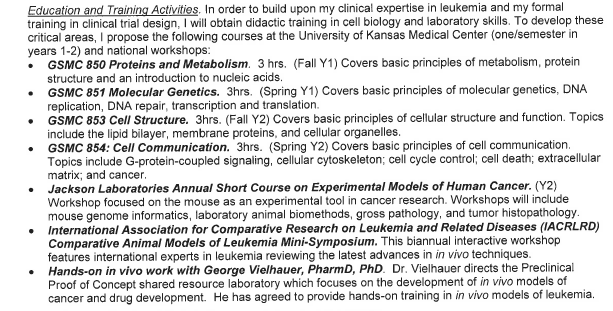 Education and Training Activities. In order to build upon my clinical expertise in leukemia and my formal
training in clinical trial design, I will obtain didactic training in cell biology and laboratory skills. To develop these
critical areas, I propose the following courses at the University of Kansas Medical Center (one/semester in
years 1-2) and national workshops:
• GSMC 850 Proteins and Metabolism. 3 hrs. (Fall Y1) Covers basic principles of metabolism, protein
structure and an introduction to nucleic acids.
• GSMC 851 Molecular Genetics. 3hrs. (Spring Y1) Covers basic principles of molecular genetics, DNA
replication, DNA repair, transcription and translation.
• GSMC 853 Cell Structure. 3hrs. (Fall Y2) Covers basic principles of cellular structure and function. Topics
include the lipid bilayer, membrane proteins, and cellular organelles.
• GSMC 854: Cell Communication. 3hrs. (Spring Y2) Covers basic principles of cell communication.
Topics include G-protein-coupled signaling, cellular cytoskeleton; cell cycle control; cell death; extracellular
matrix; and cancer.
• Jackson Laboratories Annual Short Course on Experimental Models of Human Cancer. (Y2)
Workshop focused on the mouse as an experimental tool in cancer research. Workshops will include
mouse genome informatics, laboratory animal biomethods, gross pathology, and tumor histopathology.
• International Association for Comparative Research on Leukemia and Related Diseases (IACRLRD)
Comparative Animal Models of Leukemia Mini-Symposium. This biannual interactive workshop
features international experts in leukemia reviewing the latest advances in in vivo techniques.
• Hands-on in vivo work with George Vielhauer, PharmD, PhD. Dr. Vielhauer directs the Preclinical
Proof of Concept shared resource laboratory which focuses on the development of in vivo models of
cancer and drug development. He has agreed to provide hands-on training in in vivo models of leukemia.